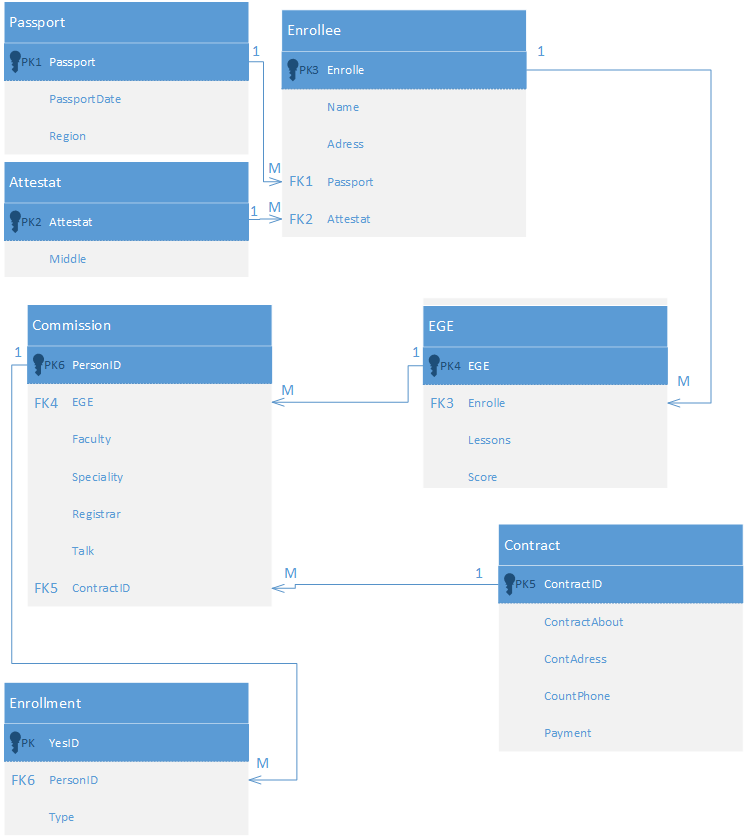 Passport
PK1 Passport
PassportDate
Region
1
M
Attestat
PK2 Attestat
Middle
1
M
Enrollee
PK3 Enrolle
Name
Adress
FK1 Passport
FK2 Attestat
1
M
Commission
PK6 PersonID
FK4 EGE
Faculty
Speciality
Registrar
Talk
FK5 ContractID
1
M
M
EGE
PK4 EGE
FK3 Enrolle
Lessons
Score
1
Contract
PK5 ContractID
ContractAbout
ContAdress
CountPhone
Payment
1
Enrollment
PK YesID
FK6 PersonID
Type
M